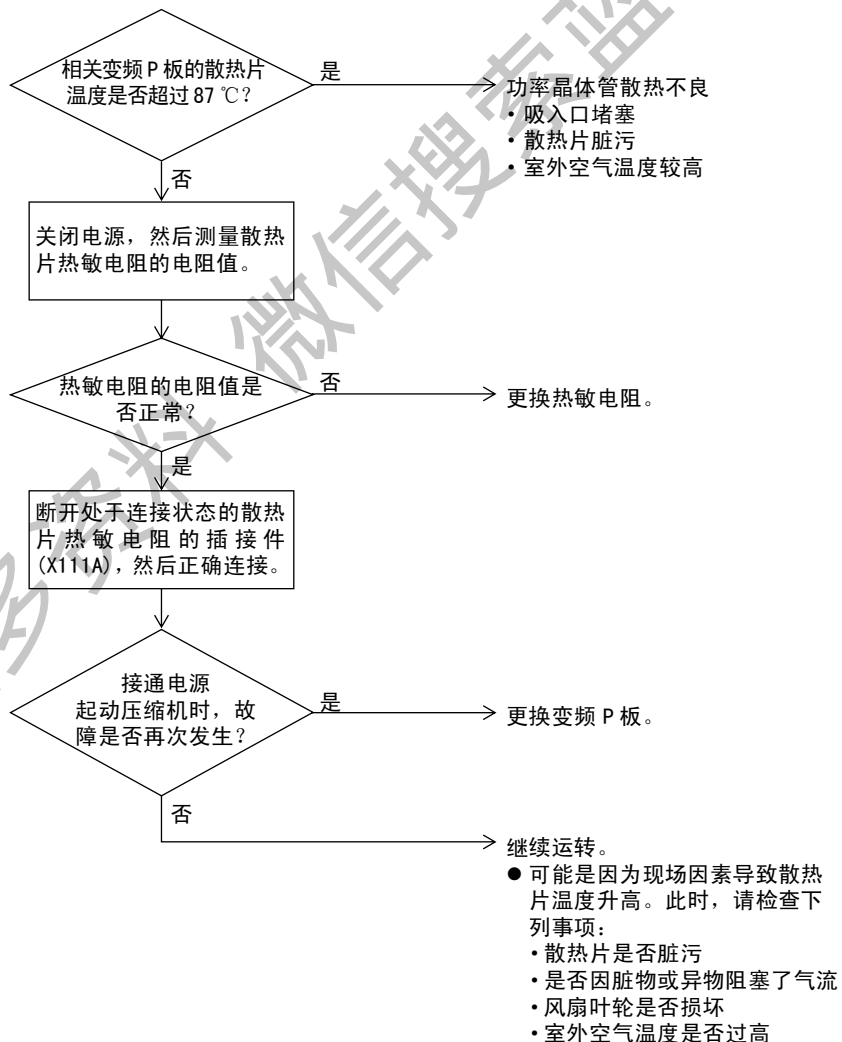 相关变频 P 板的散热片
温度是否超过 87 ℃?
是
功率晶体管散热不良
・吸入口堵塞
・散热片脏污
・室外空气温度较高
否
关闭电源，然后测量散热
片热敏电阻的电阻值。
热敏电阻的电阻值是
否正常?
否
更换热敏电阻。
是
断开处于连接状态的散热
片热敏电阻的插接件
(X111A)，然后正确连接。
接通电源
起动压缩机时，故
障是否再次发生?
是
更换变频 P 板。
否
继续运转。
● 可能是因为现场因素导致散热
片温度升高。此时，请检查下
列事项：
・散热片是否脏污
・是否因脏物或异物阻塞了气流
・风扇叶轮是否损坏
・室外空气温度是否过高
多资料 微信搜索蓝